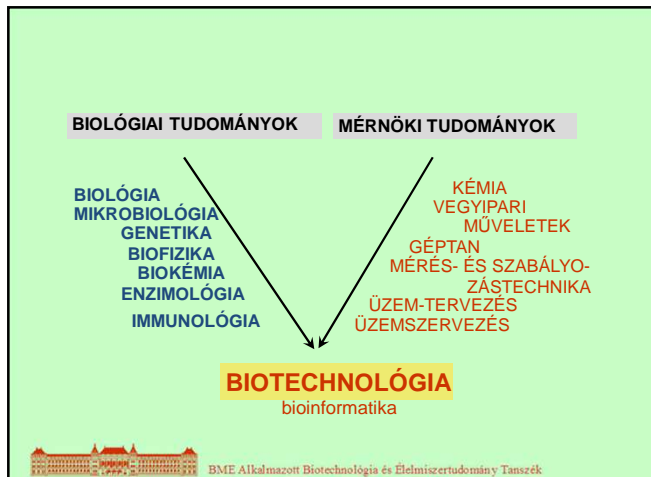 BIOLÓGIAI TUDOMÁNYOK
MÉRNÖKI TUDOMÁNYOK
BIOLÓGIA
MIKROBIOLÓGIA
GENETIKA
BIOFIZIKA
BIOKÉMIA
ENZIMOLÓGIA
IMMUNOLÓGIA
KÉMIA
VEGYIPARI
MŰVELETEK
GÉPTAN
MÉRÉS- ÉS SZABÁLYO-
ZÁSTECHNIKA
ÜZEM-TERVEZÉS
ÜZEMSZERVEZÉS
BIOTECHNOLÓGIA
bioinformatika
BME Alkalmazott Biotechnológia és Élelmiszertudomány Tanszék